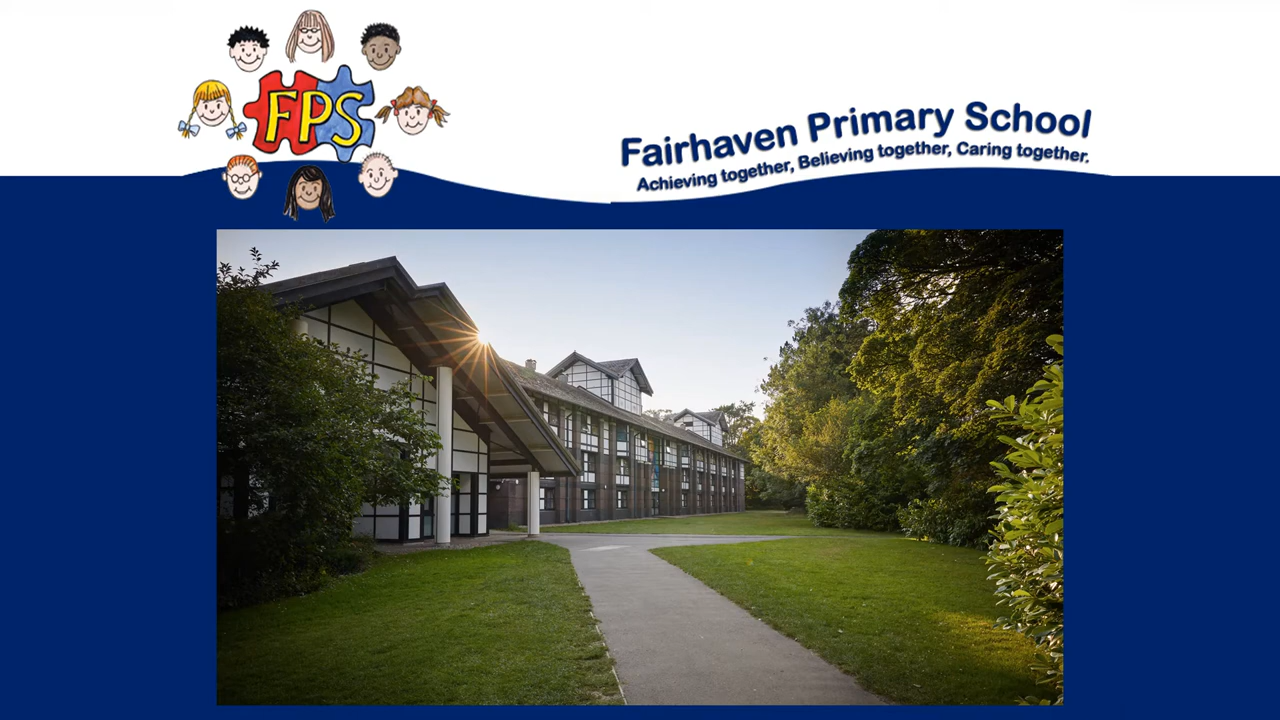 FPS
Fairhaven Primary School
Achieving together, Believing together, Caring together.